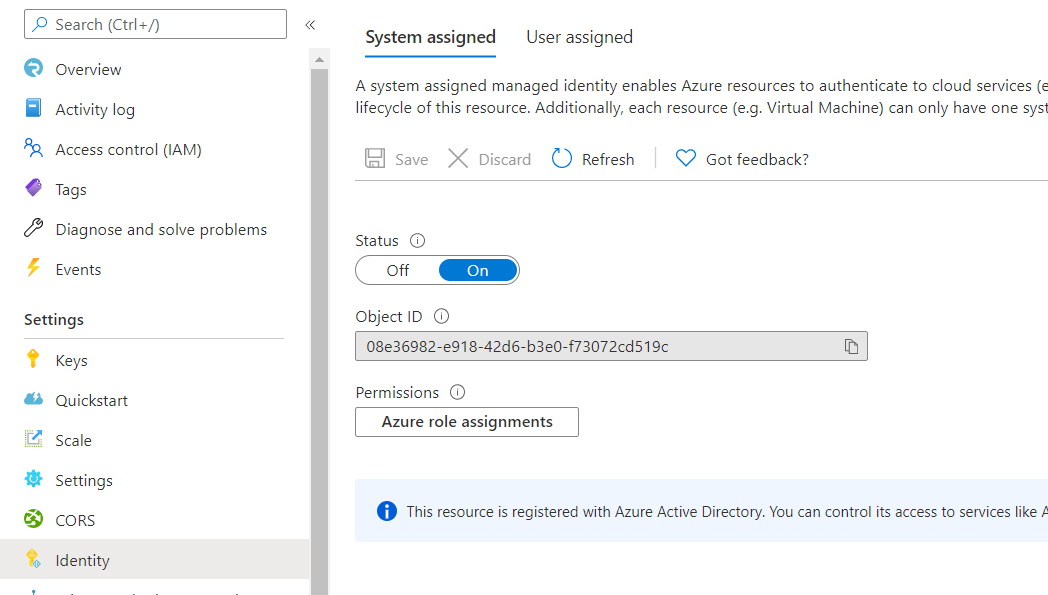 Search (Ctrl+/)
«
Overview
Activity log
Access control (IAM)
Tags
Diagnose and solve problems
Events
Settings
Keys
Quickstart
Scale
Settings
CORS
Identity
System assigned User assigned
A system assigned managed identity enables Azure resources to authenticate to cloud services (e
lifecycle of this resource. Additionally, each resource (e.g. Virtual Machine) can only have one syst
Save Discard Refresh Got feedback?
Status
Off On
Object ID
08e36982-e918-42d6-b3e0-f73072cd519c
Permissions
Azure role assignments
This resource is registered with Azure Active Directory. You can control its access to services like A